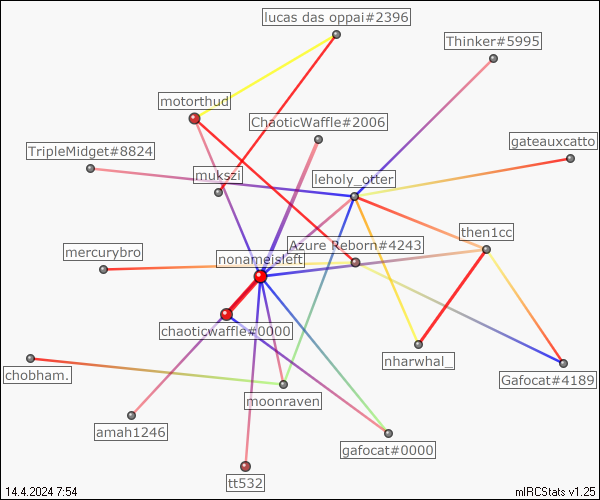 lucas das oppai#2396
Thinker#5995
motorthud
ChaoticWaffle#2006
gateauxcatto
TripleMidget#8824
mukszi
leholy_otter
then1cc
mercurybro
Azure Reborn#4243
nonameisleft
chaoticwaffle#0000
nharwhal_
chobham.
Gafocat#4189
moonraven
amah1246
gafocat#0000
tt532
14.4.2024 7:54
mIRCStats v1.25